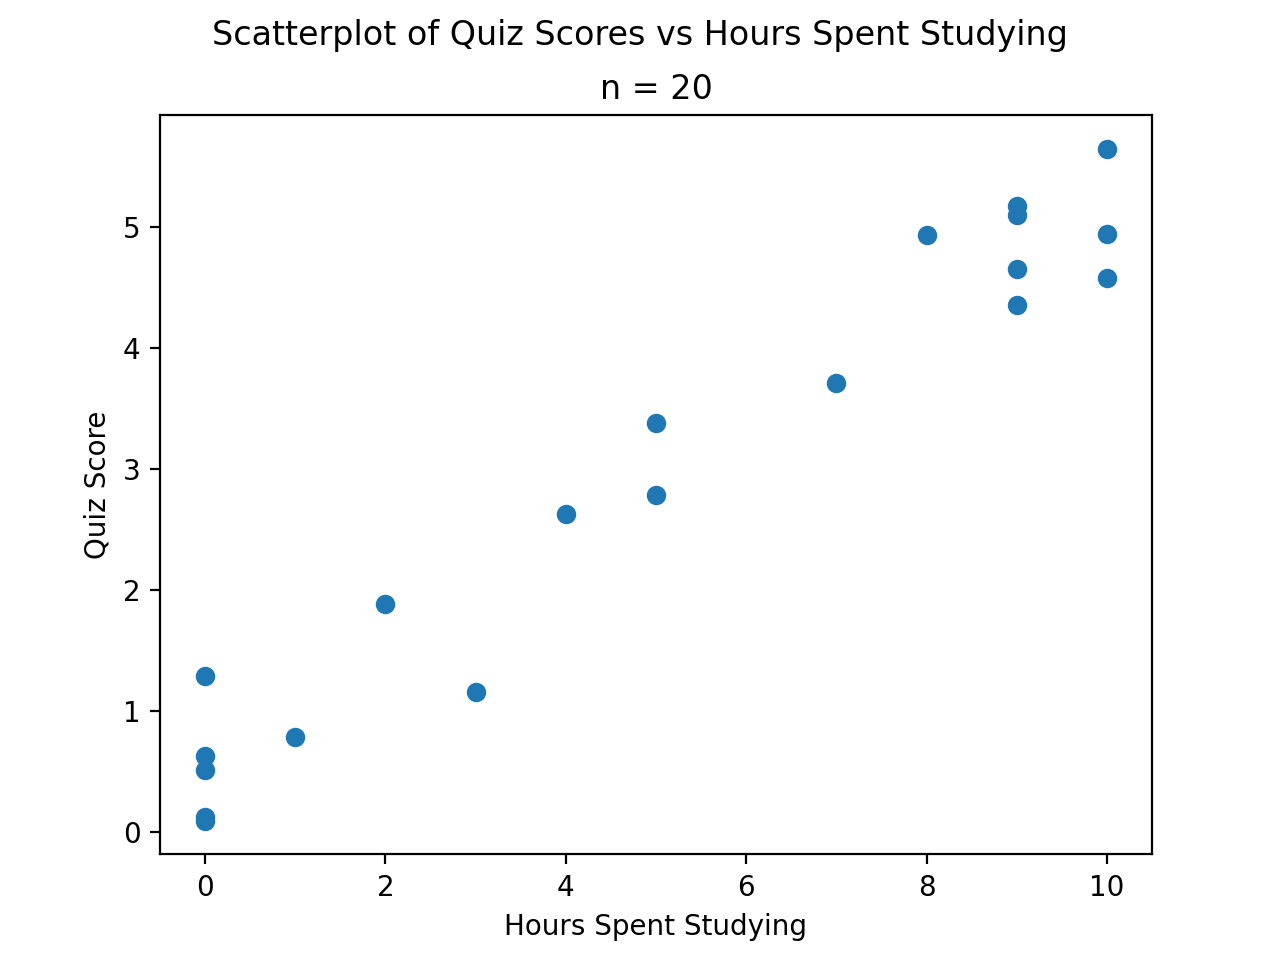 Scatterplot of Quiz Scores vs Hours Spent Studying
n = 20
Quiz Score
5
4
3
2
1
0
0 2 4 6 8 10
Hours Spent Studying